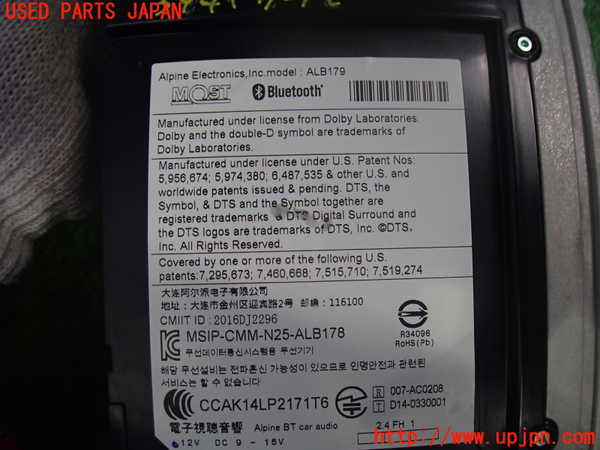 USED PARTS JAPAN
Alpine Electronics,Inc.model : ALB179
MOST Bluetooth®
Manufactured under license from Dolby Laboratories.
Dolby and the double-D symbol are trademarks of
Dolby Laboratories.
Manufactured under license under U.S. Patent Nos:
5,956,674; 5,974,380; 6,487,535 & other U.S. and
worldwide patents issued & pending. DTS, the
Symbol, & DTS and the Symbol together are
registered trademarks & DTS Digital Surround and
the DTS logos are trademarks of DTS, Inc. ©DTS,
Inc. All Rights Reserved.
Covered by one or more of the following U.S.
patents:7,295,673; 7,460,668; 7,515,710; 7,519,274
大连阿尔派电子有限公司
地址: 大连市金州区迎宾路2号 邮编: 116100
CMIIT ID: 2016DJ2296
R34096
RoHS(Pb)
MSIP-CMM-N25-ALB178
무선데이터통신시스템용 무선기기
해당 무선설비는 전파혼신 가능성이 있으므로 인명안전과 관련된
서비스는 할 수 없습니다.
CCAK14LP2171T6
R 007-AC0208
T D14-0330001
電子視聴音響 Alpine BT car audio 2.4 FH 1
12V DC 9 - 16V
http://www.upjpn.com